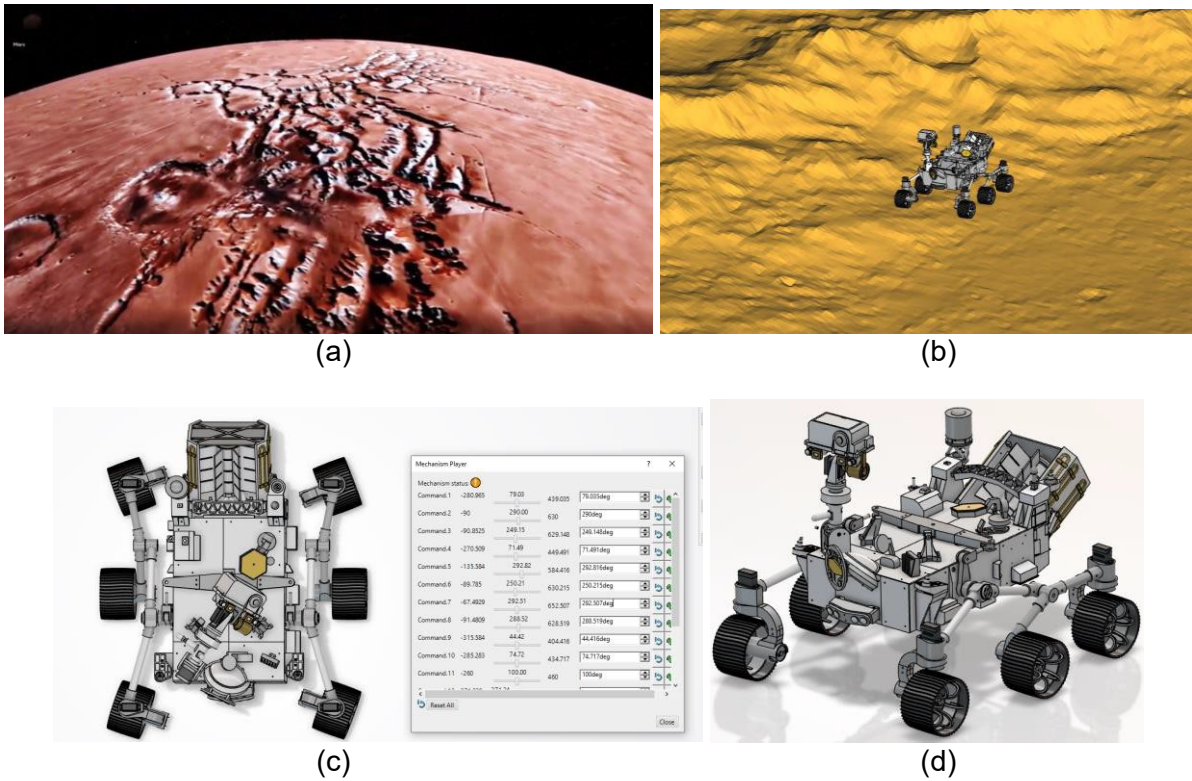 Mars
(a)
(b)
Mechanism Player ? ×
Mechanism status
Command.1 -280.965 79.03 439.035 79.035deg
Command.2 -90 290.00 630 290deg
Command.3 -90.8525 249.15 629.148 249.148deg
Command.4 -270.509 71.49 449.491 71.491deg
Command.5 -135.584 292.82 584.416 292.816deg
Command.6 -89.785 250.21 630.215 250.215deg
Command.7 -67.4929 292.51 652.507 292.507deg
Command.8 -91.4809 288.52 628.519 288.519deg
Command.9 -315.584 44.42 404.416 44.416deg
Command.10 -285.283 74.72 434.717 74.717deg
Command.11 -260 100.00 460 100deg
Reset All
Close
(c)
(d)